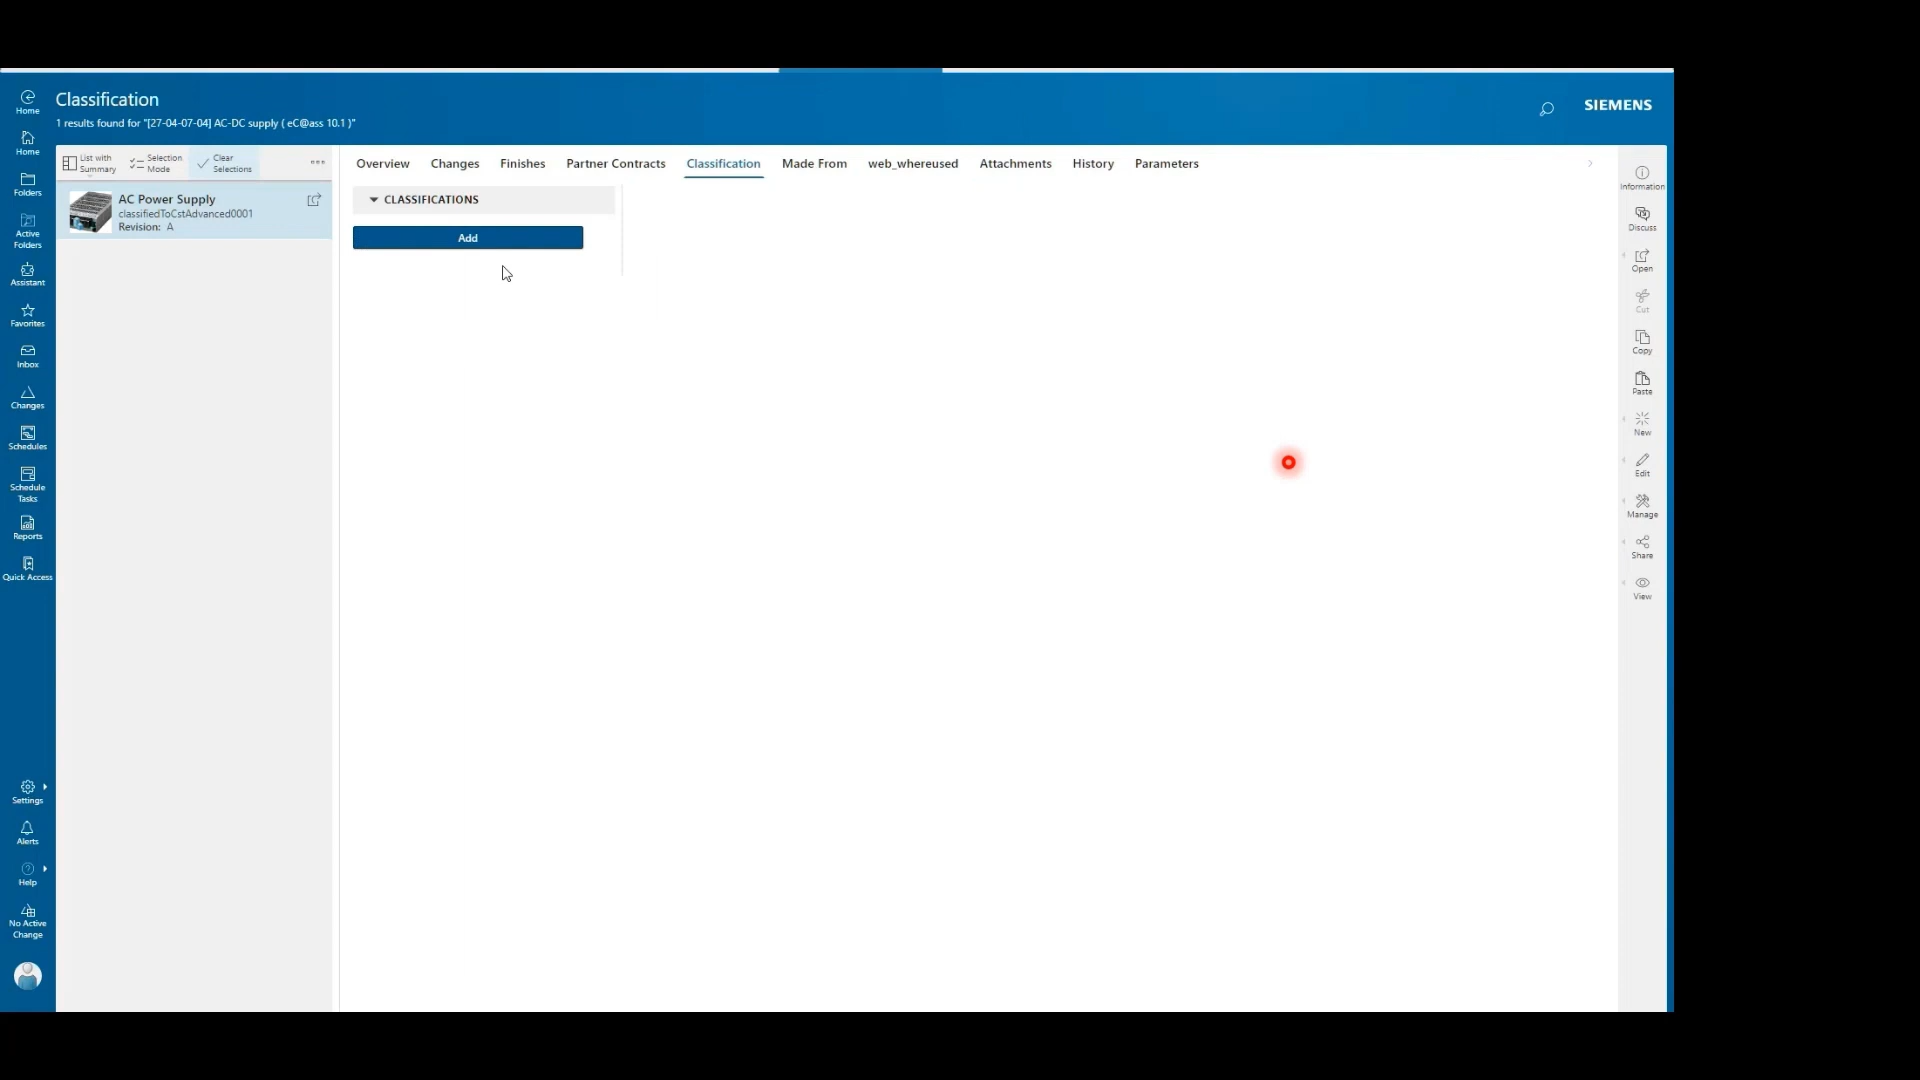 Classification
1 results found for "[27-04-07-04] AC-DC supply ( eC@ass 10.1 )"
SIEMENS
Home
Home
Folders
Active
Folders
Assistant
Favorites
Inbox
Changes
Schedules
Schedule
Tasks
Reports
Quick Access
Settings
Alerts
Help
No Active
Change
List with
Summary
Selection
Mode
Clear
Selections
AC Power Supply
classifiedToCstAdvanced0001
Revision: A
Overview
Changes
Finishes
Partner Contracts
Classification
Made From
web_whereused
Attachments
History
Parameters
CLASSIFICATIONS
Add
Information
Discuss
Open
Cut
Copy
Paste
New
Edit
Manage
Share
View